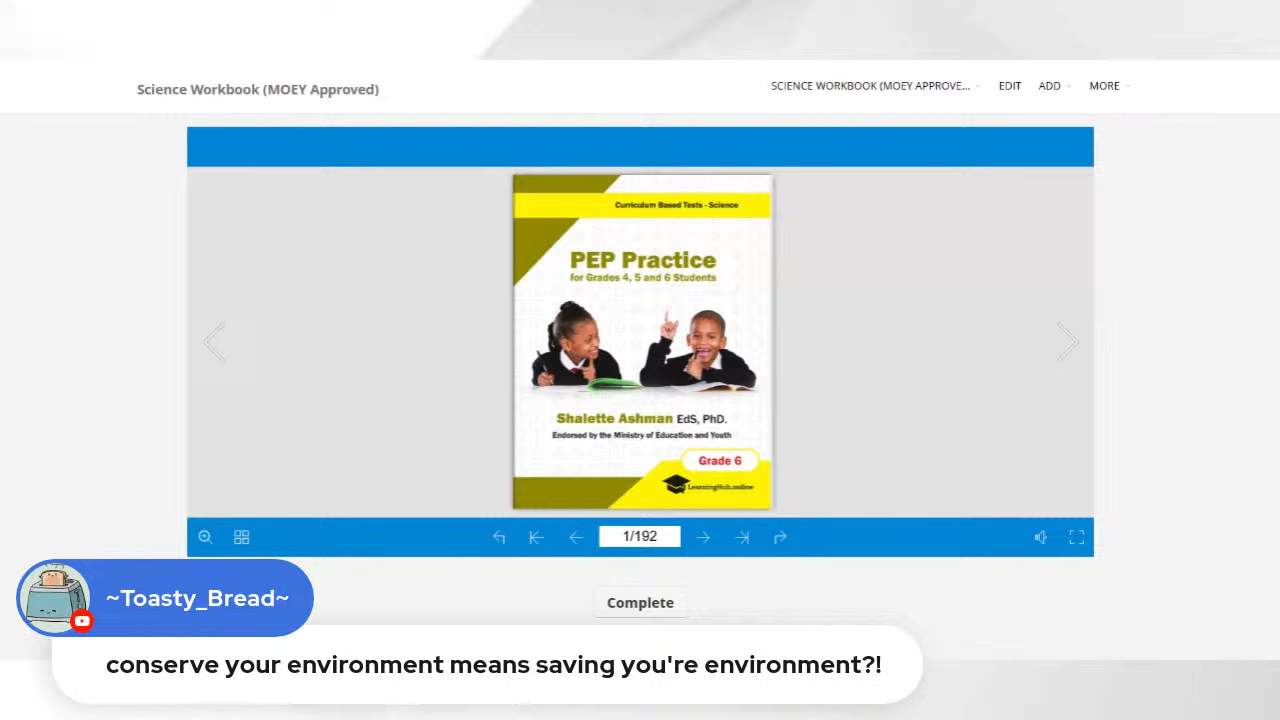 Science Workbook (MOEY Approved)
SCIENCE WORKBOOK (MOEY APPROVE... EDIT ADD MORE
Curriculum Based Tests - Science
PEP Practice
for Grades 4, 5 and 6 Students
Shalette Ashman EdS, PhD.
Endorsed by the Ministry of Education and Youth
Grade 6
LearningHub.online
1/192
Complete
~Toasty_Bread~
conserve your environment means saving you're environment?!